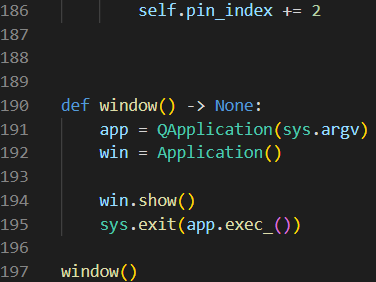 186 self.pin_index += 2
187
188
189
190 def window() -> None:
191 app = QApplication(sys.argv)
192 win = Application()
193
194 win.show()
195 sys.exit(app.exec_())
196
197 window()